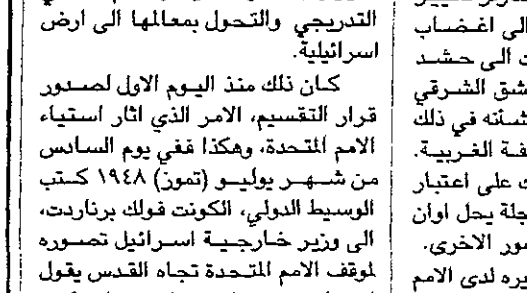 التدريجي والتحول بمعالمها الى ارض
اسرائيلية.
كان ذلك منذ اليوم الاول لصدور
قرار التقسيم، الامر الذي اثار استياء
الامم المتحدة، وهكذا ففي يوم السادس
من شهر يوليو (تموز) ١٩٤٨ كتب
الوسيط الدولي، الكونت فولك برنادرت،
الى وزير خارجية اسرائيل تصوره
لموقف الامم المتحدة تجاه القدس يقول
الى اغضاب
ت الى حشد
شق الشرقي
شئته في ذلك
فة الغربية.
ك على اعتبار
جلة يحل اوان
مور الاخرى.
يره لدى الامم